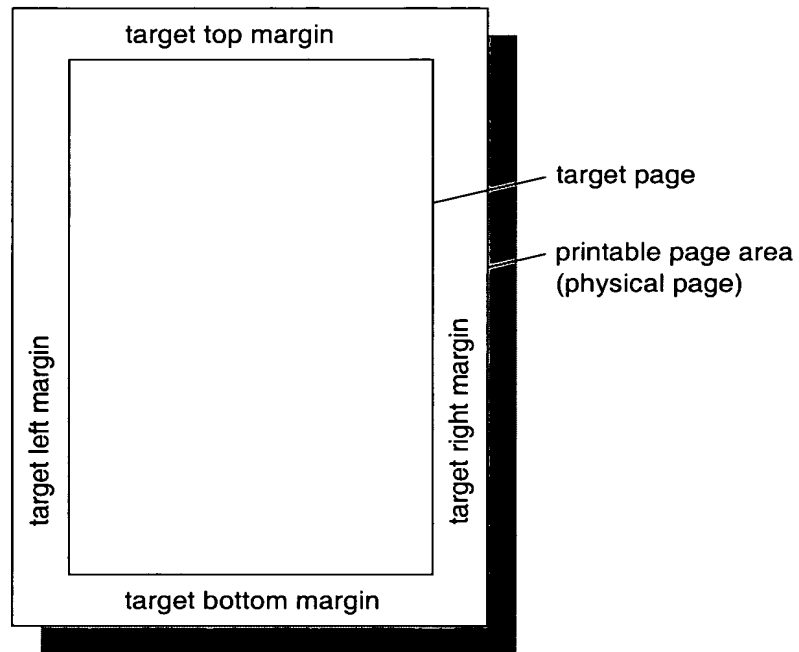 target top margin
target page
printable page area
(physical page)
target left margin
target right margin
target bottom margin